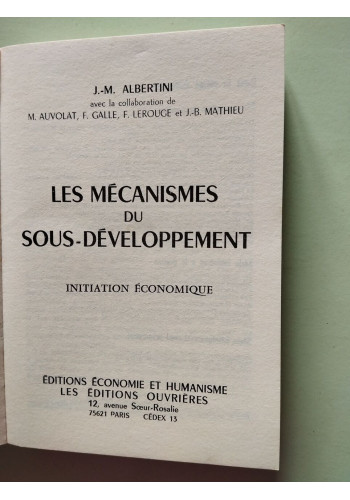 J.-M. ALBERTINI
avec la collaboration de
M. AUVOLAT, F. GALLE, F. LEROUGE et J.-B. MATHIEU
LES MÉCANISMES
DU
SOUS-DÉVELOPPEMENT
INITIATION ÉCONOMIQUE
ÉDITIONS ÉCONOMIE ET HUMANISME
LES ÉDITIONS OUVRIÈRES
12, avenue Sœur-Rosalie
75621 PARIS CÉDEX 13